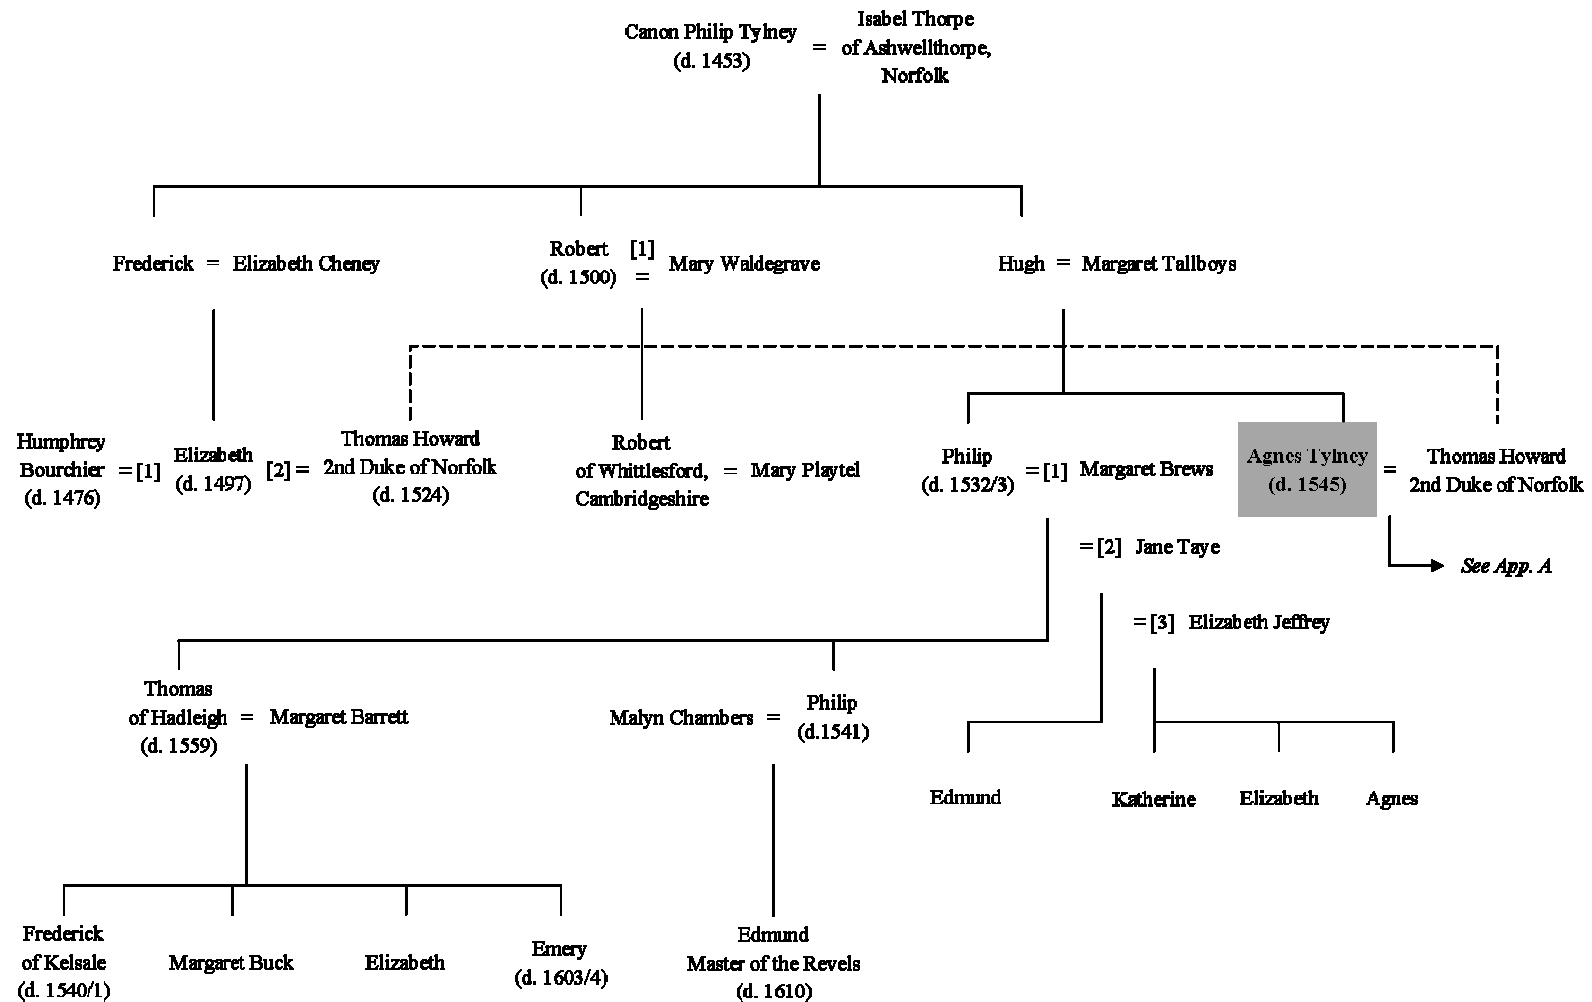 Canon Philip Tylney
(d. 1453)
=
Isabel Thorpe
of Ashwellthorpe,
Norfolk
Frederick = Elizabeth Cheney
Robert [1]
(d. 1500) =
Mary Waldegrave
Hugh = Margaret Tallboys
Humphrey
Bourchier
(d. 1476)
= [1]
Elizabeth
(d. 1497)
[2] =
Thomas Howard
2nd Duke of Norfolk
(d. 1524)
Robert
of Whittlesford,
Cambridgeshire
= Mary Playtel
Philip
(d. 1532/3)
= [1] Margaret Brews
Agnes Tylney
(d. 1545)
=
Thomas Howard
2nd Duke of Norfolk
= [2] Jane Taye
See App. A
= [3] Elizabeth Jeffrey
Thomas
of Hadleigh
(d. 1559)
= Margaret Barrett
Malyn Chambers =
Philip
(d.1541)
Edmund
Katherine
Elizabeth
Agnes
Frederick
of Kelsale
(d. 1540/1)
Margaret Buck
Elizabeth
Emery
(d. 1603/4)
Edmund
Master of the Revels
(d. 1610)